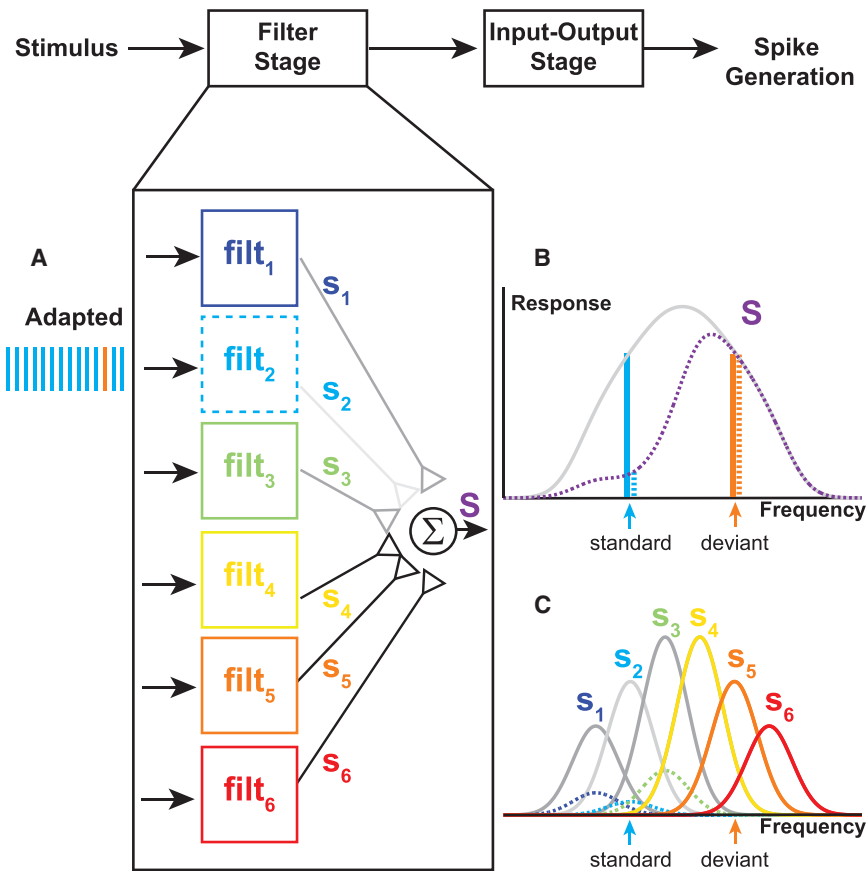 Stimulus
Filter
Stage
Input-Output
Stage
Spike
Generation
A
Adapted
filt1
filt2
filt3
filt4
filt5
filt6
s1
s2
s3
s4
s5
s6
Σ
S
B
Response
S
Frequency
standard
deviant
C
s1
s2
s3
s4
s5
s6
Frequency
standard
deviant